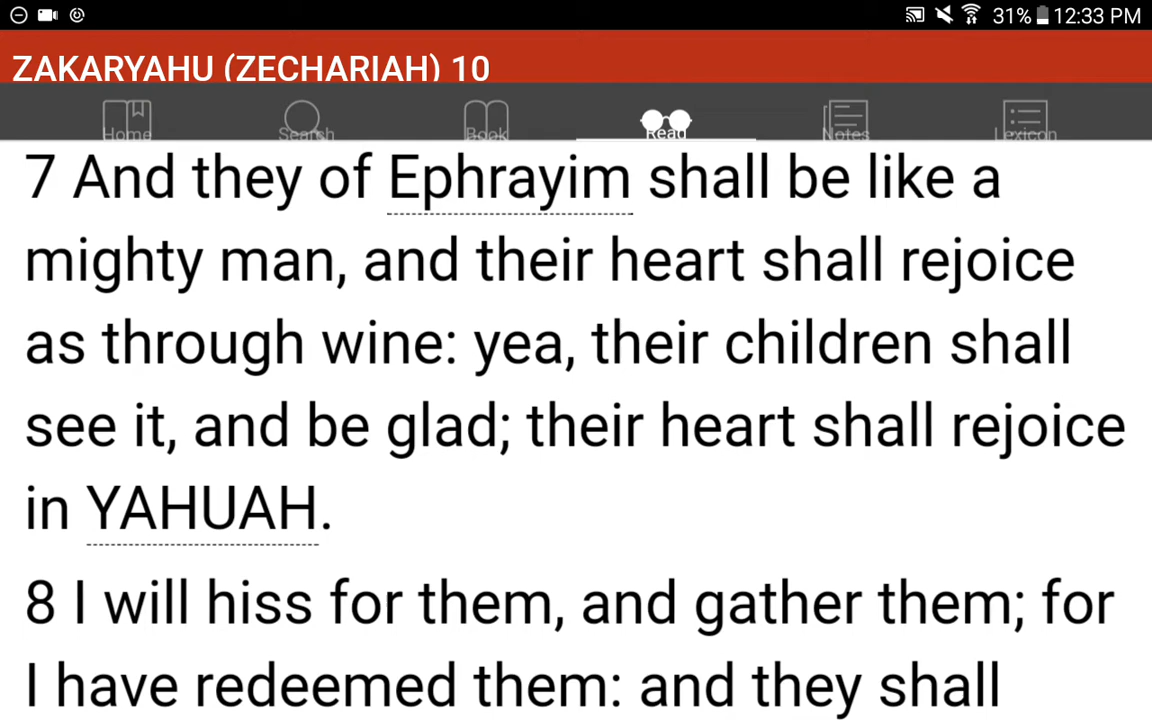 31% 12:33 PM
ZAKARYAHU (ZECHARIAH) 10
Home Search Book Read Notes Lexicon
7 And they of Ephrayim shall be like a
mighty man, and their heart shall rejoice
as through wine: yea, their children shall
see it, and be glad; their heart shall rejoice
in YAHUAH.
8 I will hiss for them, and gather them; for
I have redeemed them: and they shall